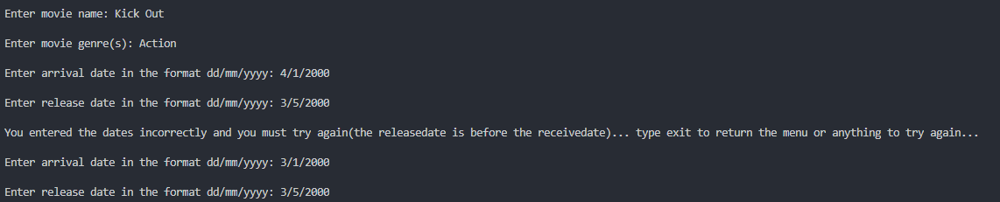 Enter movie name: Kick Out
Enter movie genre(s): Action
Enter arrival date in the format dd/mm/yyyy: 4/1/2000
Enter release date in the format dd/mm/yyyy: 3/5/2000
You entered the dates incorrectly and you must try again(the releasedate is before the receivedate)... type exit to return the menu or anything to try again...
Enter arrival date in the format dd/mm/yyyy: 3/1/2000
Enter release date in the format dd/mm/yyyy: 3/5/2000